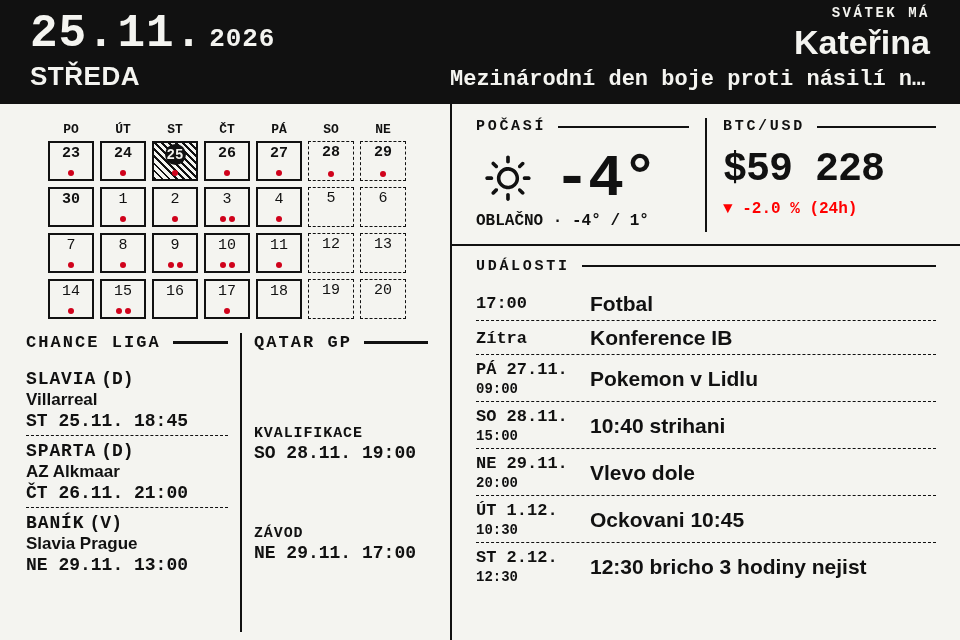 25.11. 2026
STŘEDA
SVÁTEK MÁ
Kateřina
Mezinárodní den boje proti násilí n…
PO ÚT ST ČT PÁ SO NE
23 24 25 26 27 28 29
30 1 2 3 4 5 6
7 8 9 10 11 12 13
14 15 16 17 18 19 20
CHANCE LIGA
SLAVIA (D)
Villarreal
ST 25.11. 18:45
SPARTA (D)
AZ Alkmaar
ČT 26.11. 21:00
BANÍK (V)
Slavia Prague
NE 29.11. 13:00
QATAR GP
KVALIFIKACE
SO 28.11. 19:00
ZÁVOD
NE 29.11. 17:00
POČASÍ
-4°
OBLAČNO · -4° / 1°
BTC/USD
$59 228
▼ -2.0 % (24h)
UDÁLOSTI
17:00 Fotbal
Zítra Konference IB
PÁ 27.11.
09:00
Pokemon v Lidlu
SO 28.11.
15:00
10:40 strihani
NE 29.11.
20:00
Vlevo dole
ÚT 1.12.
10:30
Ockovani 10:45
ST 2.12.
12:30
12:30 bricho 3 hodiny nejist